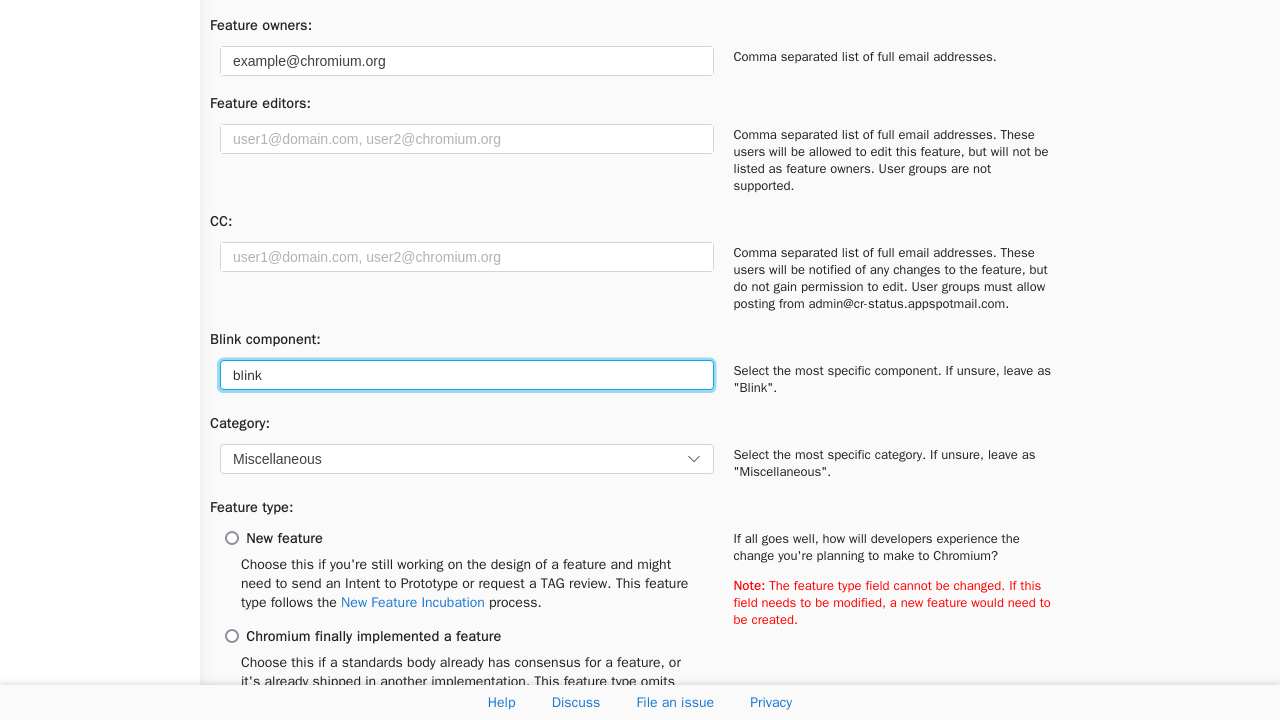 Feature owners:
example@chromium.org
Comma separated list of full email addresses.
Feature editors:
user1@domain.com, user2@chromium.org
Comma separated list of full email addresses. These
users will be allowed to edit this feature, but will not be
listed as feature owners. User groups are not
supported.
CC:
user1@domain.com, user2@chromium.org
Comma separated list of full email addresses. These
users will be notified of any changes to the feature, but
do not gain permission to edit. User groups must allow
posting from admin@cr-status.appspotmail.com.
Blink component:
blink
Select the most specific component. If unsure, leave as
"Blink".
Category:
Miscellaneous
Select the most specific category. If unsure, leave as
"Miscellaneous".
Feature type:
New feature
Choose this if you're still working on the design of a feature and might
need to send an Intent to Prototype or request a TAG review. This feature
type follows the New Feature Incubation process.
If all goes well, how will developers experience the
change you're planning to make to Chromium?
Note: The feature type field cannot be changed. If this
field needs to be modified, a new feature would need to
be created.
Chromium finally implemented a feature
Choose this if a standards body already has consensus for a feature, or
it's already shipped in another implementation. This feature type omits
Help
Discuss
File an issue
Privacy